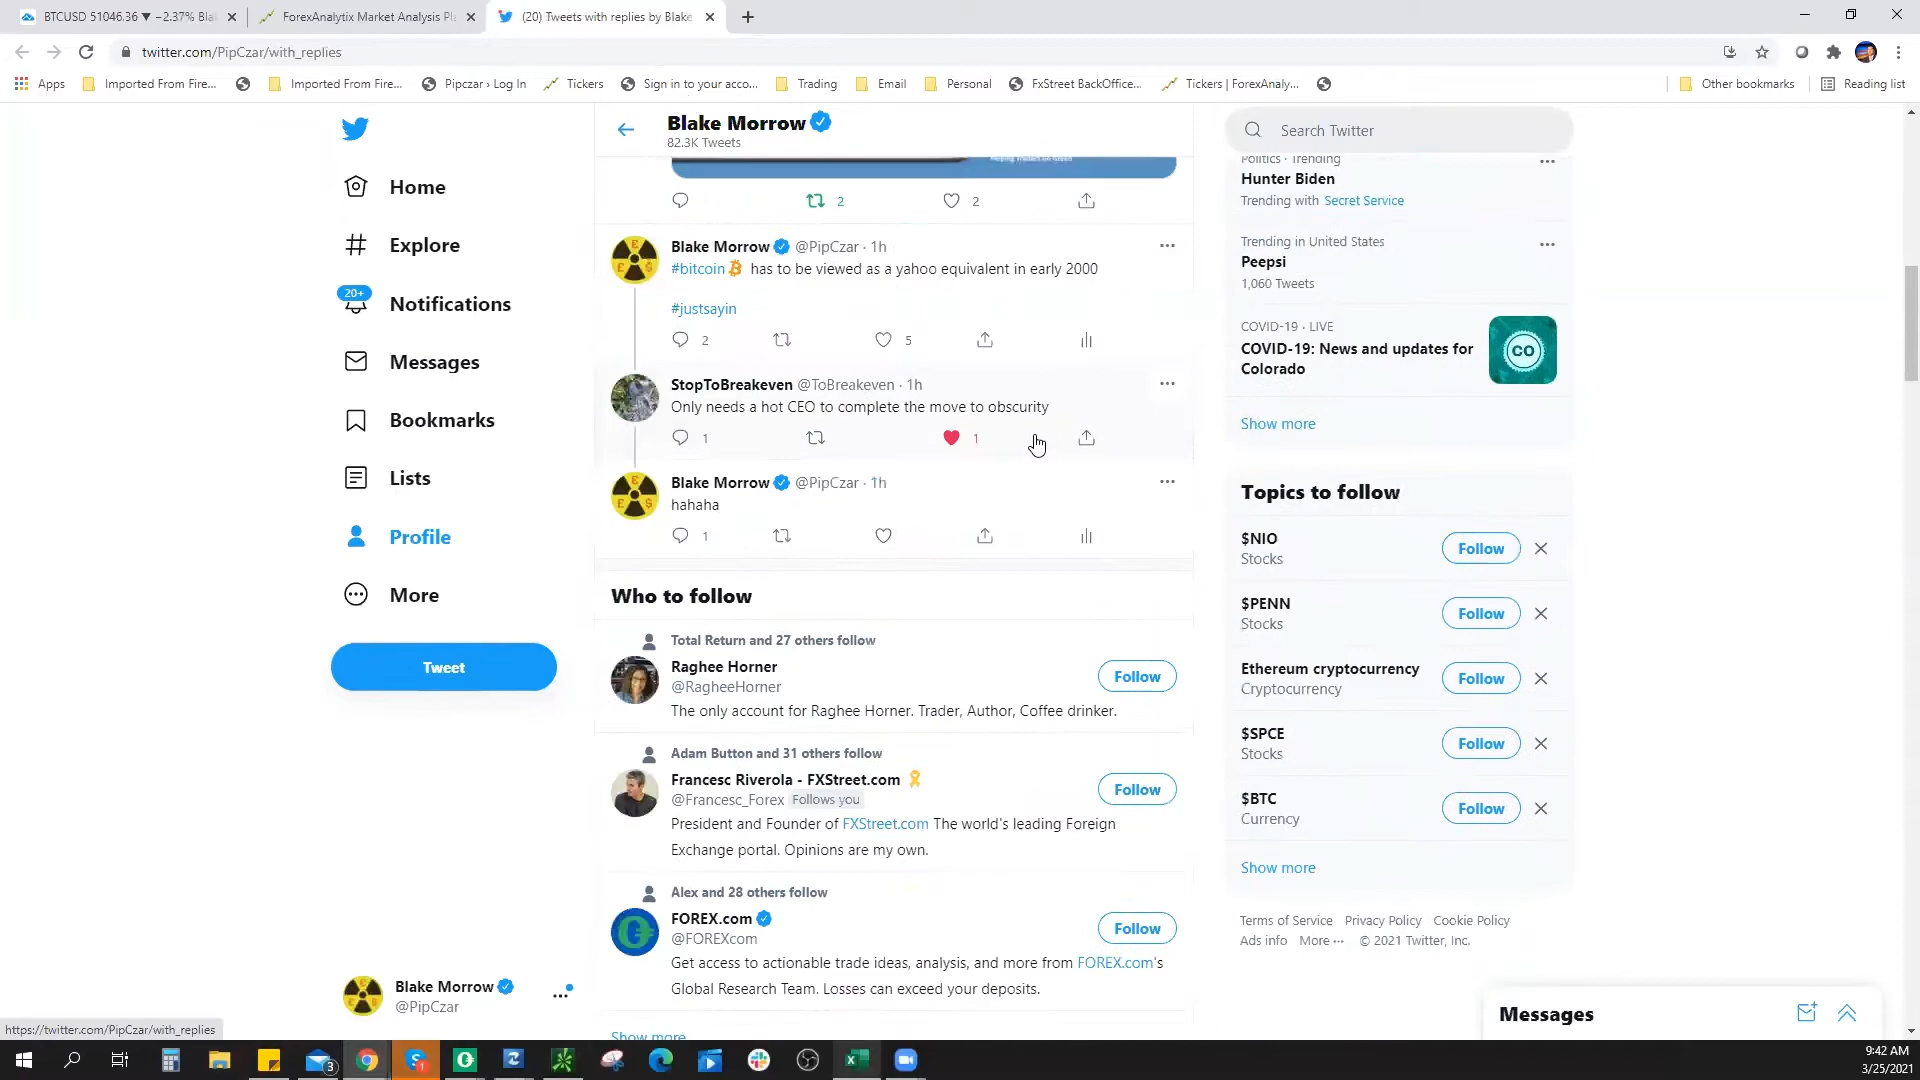 BTCUSD 51046.36 ▼ −2.37% Bla
ForexAnalytix Market Analysis Pl
(20) Tweets with replies by Blake
twitter.com/PipCzar/with_replies
Apps
Imported From Fire...
Imported From Fire...
Pipczar › Log In
Tickers
Sign in to your acco...
Trading
Email
Personal
FxStreet BackOffice...
Tickers | ForexAnaly...
Other bookmarks
Reading list
Home
Explore
20+
Notifications
Messages
Bookmarks
Lists
Profile
More
Tweet
Blake Morrow
@PipCzar
Blake Morrow
82.3K Tweets
2
2
Blake Morrow @PipCzar · 1h
#bitcoin has to be viewed as a yahoo equivalent in early 2000
#justsayin
2
5
StopToBreakeven @ToBreakeven · 1h
Only needs a hot CEO to complete the move to obscurity
1
1
Blake Morrow @PipCzar · 1h
hahaha
1
Who to follow
Total Return and 27 others follow
Raghee Horner
Follow
@RagheeHorner
The only account for Raghee Horner. Trader, Author, Coffee drinker.
Adam Button and 31 others follow
Francesc Riverola - FXStreet.com
@Francesc_Forex Follows you
Follow
President and Founder of FXStreet.com The world's leading Foreign
Exchange portal. Opinions are my own.
Alex and 28 others follow
FOREX.com
Follow
@FOREXcom
Get access to actionable trade ideas, analysis, and more from FOREX.com's
Global Research Team. Losses can exceed your deposits.
Show more
Search Twitter
Politics · Trending
Hunter Biden
Trending with Secret Service
Trending in United States
Peepsi
1,060 Tweets
COVID-19 · LIVE
COVID-19: News and updates for
Colorado
CO
Show more
Topics to follow
$NIO
Stocks
Follow
$PENN
Stocks
Follow
Ethereum cryptocurrency
Cryptocurrency
Follow
$SPCE
Stocks
Follow
$BTC
Currency
Follow
Show more
Terms of Service Privacy Policy Cookie Policy
Ads info More ··· © 2021 Twitter, Inc.
Messages
https://twitter.com/PipCzar/with_replies
3
1
9:42 AM
3/25/2021